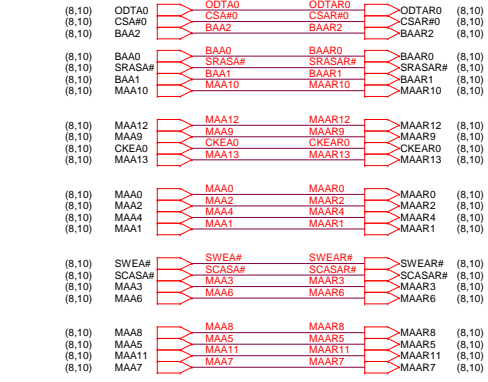 (8,10) ODTA0 ODTA0 ODTAR0 ODTAR0 (8,10)
(8,10) CSA#0 CSA#0 CSAR#0 CSAR#0 (8,10)
(8,10) BAA2 BAA2 BAAR2 BAAR2 (8,10)
(8,10) BAA0 BAA0 BAAR0 BAAR0 (8,10)
(8,10) SRASA# SRASA# SRASAR# SRASAR# (8,10)
(8,10) BAA1 BAA1 BAAR1 BAAR1 (8,10)
(8,10) MAA10 MAA10 MAAR10 MAAR10 (8,10)
(8,10) MAA12 MAA12 MAAR12 MAAR12 (8,10)
(8,10) MAA9 MAA9 MAAR9 MAAR9 (8,10)
(8,10) CKEA0 CKEA0 CKEAR0 CKEAR0 (8,10)
(8,10) MAA13 MAA13 MAAR13 MAAR13 (8,10)
(8,10) MAA0 MAA0 MAAR0 MAAR0 (8,10)
(8,10) MAA2 MAA2 MAAR2 MAAR2 (8,10)
(8,10) MAA4 MAA4 MAAR4 MAAR4 (8,10)
(8,10) MAA1 MAA1 MAAR1 MAAR1 (8,10)
(8,10) SWEA# SWEA# SWEAR# SWEAR# (8,10)
(8,10) SCASA# SCASA# SCASAR# SCASAR# (8,10)
(8,10) MAA3 MAA3 MAAR3 MAAR3 (8,10)
(8,10) MAA6 MAA6 MAAR6 MAAR6 (8,10)
(8,10) MAA8 MAA8 MAAR8 MAAR8 (8,10)
(8,10) MAA5 MAA5 MAAR5 MAAR5 (8,10)
(8,10) MAA11 MAA11 MAAR11 MAAR11 (8,10)
(8,10) MAA7 MAA7 MAAR7 MAAR7 (8,10)